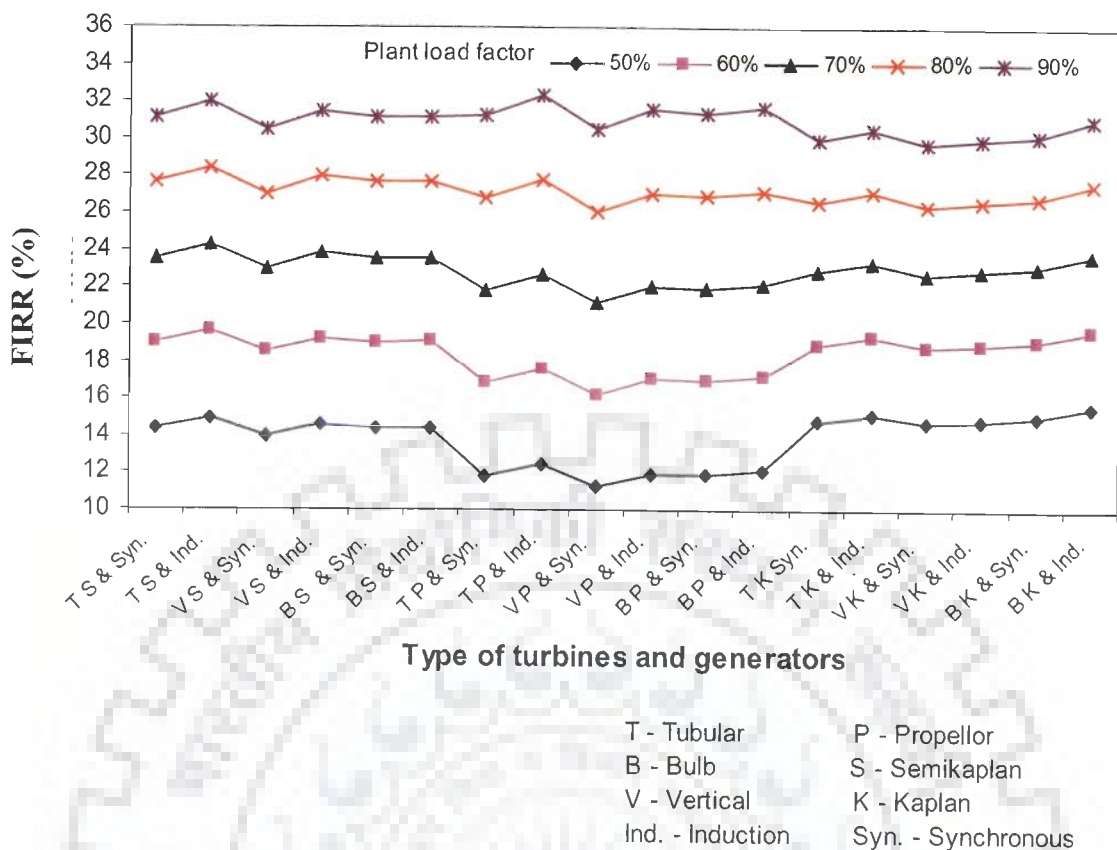 36
34
32
30
28
26
24
22
20
18
16
14
12
10
FIRR (%)
Plant load factor 50% 60% 70% 80% 90%
T S & Syn.
T S & Ind.
V S & Syn.
V S & Ind.
B S & Syn.
B S & Ind.
T P & Syn.
T P & Ind.
V P & Syn.
V P & Ind.
B P & Syn.
B P & Ind.
T K Syn.
T K & Ind.
V K & Syn.
V K & Ind.
B K & Syn.
B K & Ind.
Type of turbines and generators
T - Tubular P - Propellor
B - Bulb S - Semikaplan
V - Vertical K - Kaplan
Ind. - Induction Syn. - Synchronous